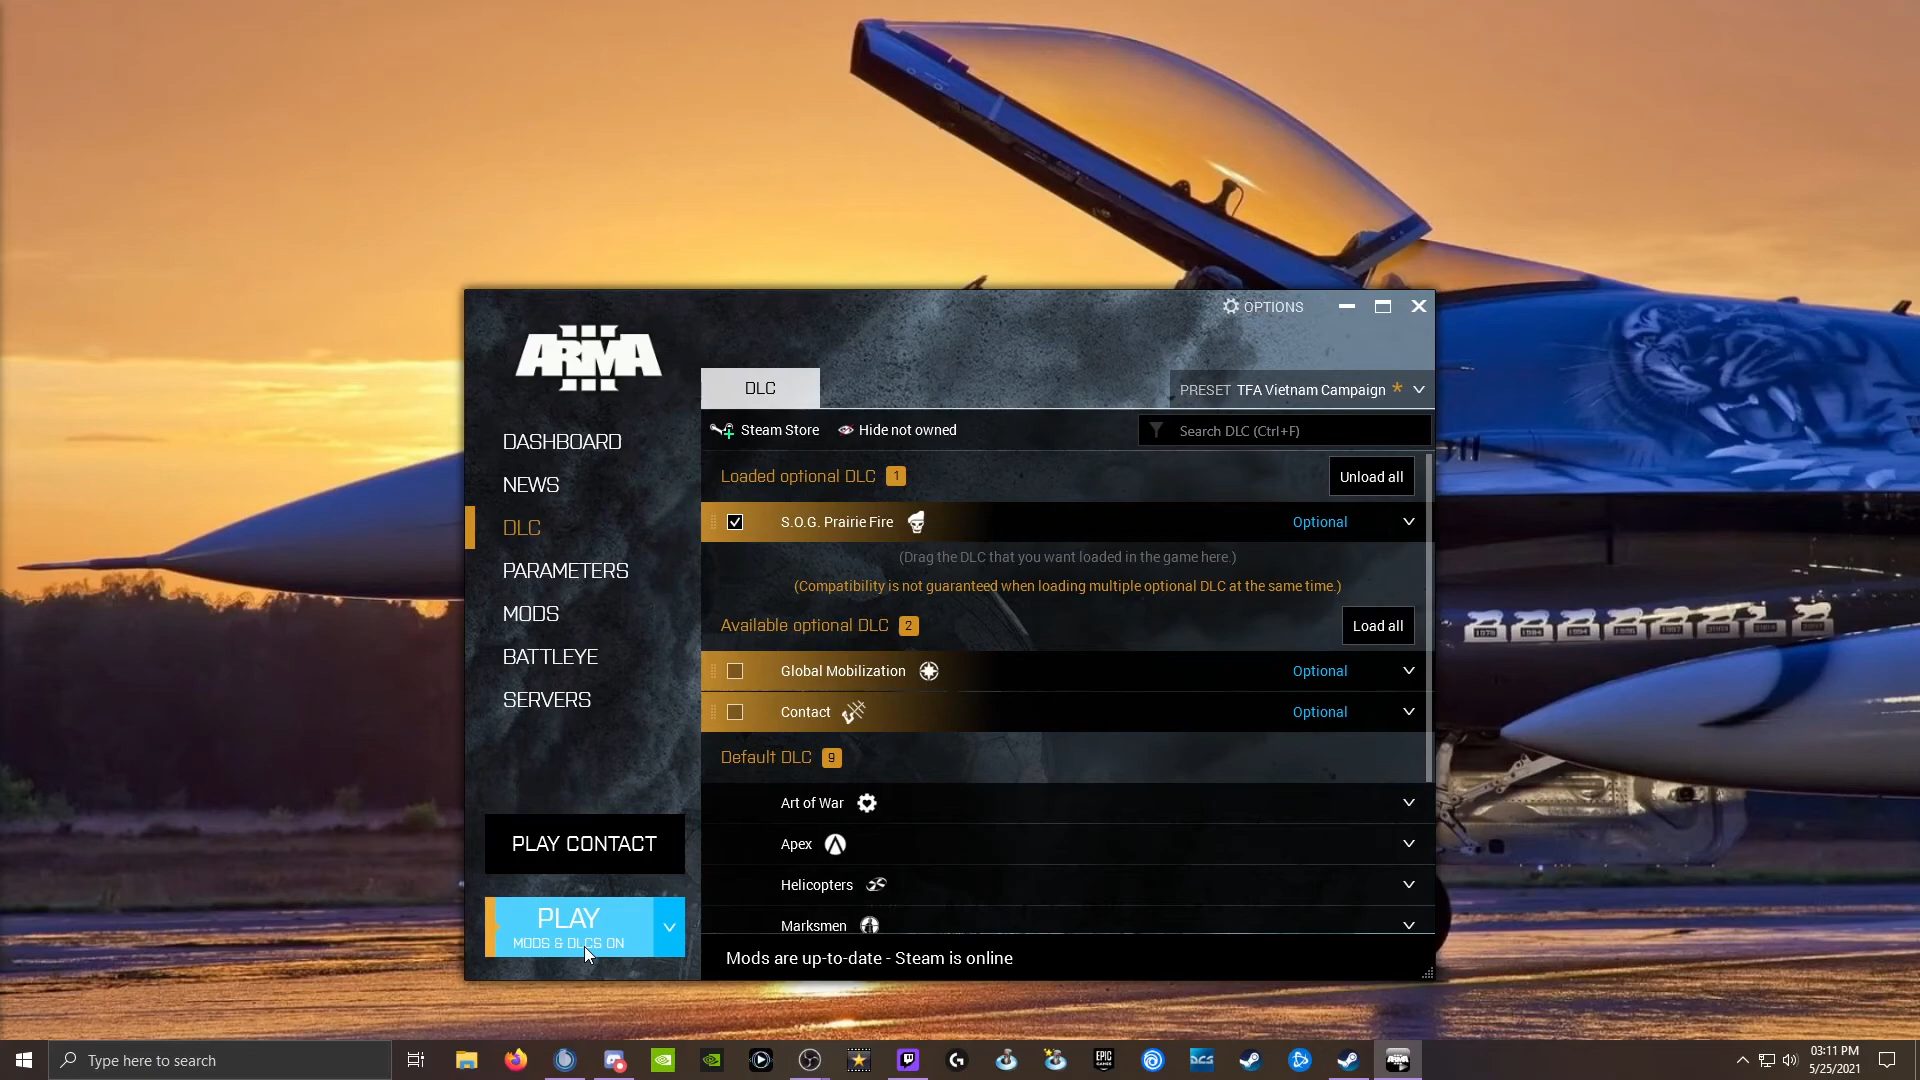 OPTIONS
ARMA III
DLC
PRESET TFA Vietnam Campaign *
Steam Store
Hide not owned
Search DLC (Ctrl+F)
DASHBOARD
NEWS
DLC
PARAMETERS
MODS
BATTLEYE
SERVERS
Loaded optional DLC 1
Unload all
S.O.G. Prairie Fire
Optional
(Drag the DLC that you want loaded in the game here.)
(Compatibility is not guaranteed when loading multiple optional DLC at the same time.)
Available optional DLC 2
Load all
Global Mobilization
Optional
Contact
Optional
Default DLC 9
Art of War
Apex
Helicopters
Marksmen
PLAY CONTACT
PLAY
MODS & DLCS ON
Mods are up-to-date - Steam is online
Type here to search
EPIC
GAMES
DCS
03:11 PM
5/25/2021